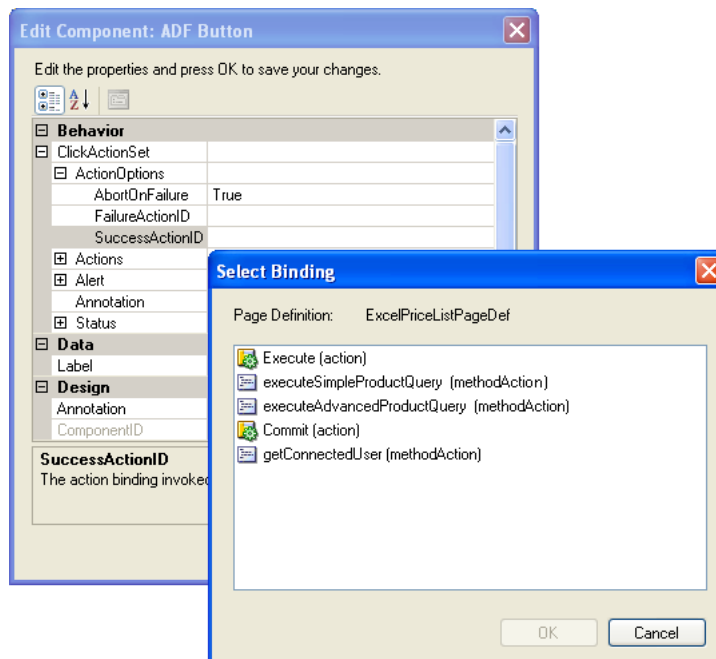 Edit Component: ADF Button
Edit the properties and press OK to save your changes.
Behavior
ClickActionSet
ActionOptions
AbortOnFailure True
FailureActionID
SuccessActionID
Actions
Alert
Annotation
Status
Data
Label
Design
Annotation
ComponentID
SuccessActionID
The action binding invoked
Select Binding
Page Definition: ExcelPriceListPageDef
Execute (action)
executeSimpleProductQuery (methodAction)
executeAdvancedProductQuery (methodAction)
Commit (action)
getConnectedUser (methodAction)
OK Cancel